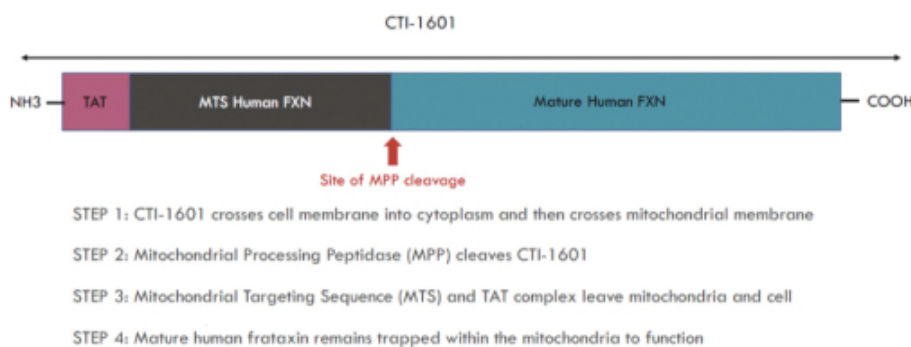 CTI-1601
NH3 TAT MTS Human FXN Mature Human FXN COOH
Site of MPP cleavage
STEP 1: CTI-1601 crosses cell membrane into cytoplasm and then crosses mitochondrial membrane
STEP 2: Mitochondrial Processing Peptidase (MPP) cleaves CTI-1601
STEP 3: Mitochondrial Targeting Sequence (MTS) and TAT complex leave mitochondria and cell
STEP 4: Mature human frataxin remains trapped within the mitochondria to function